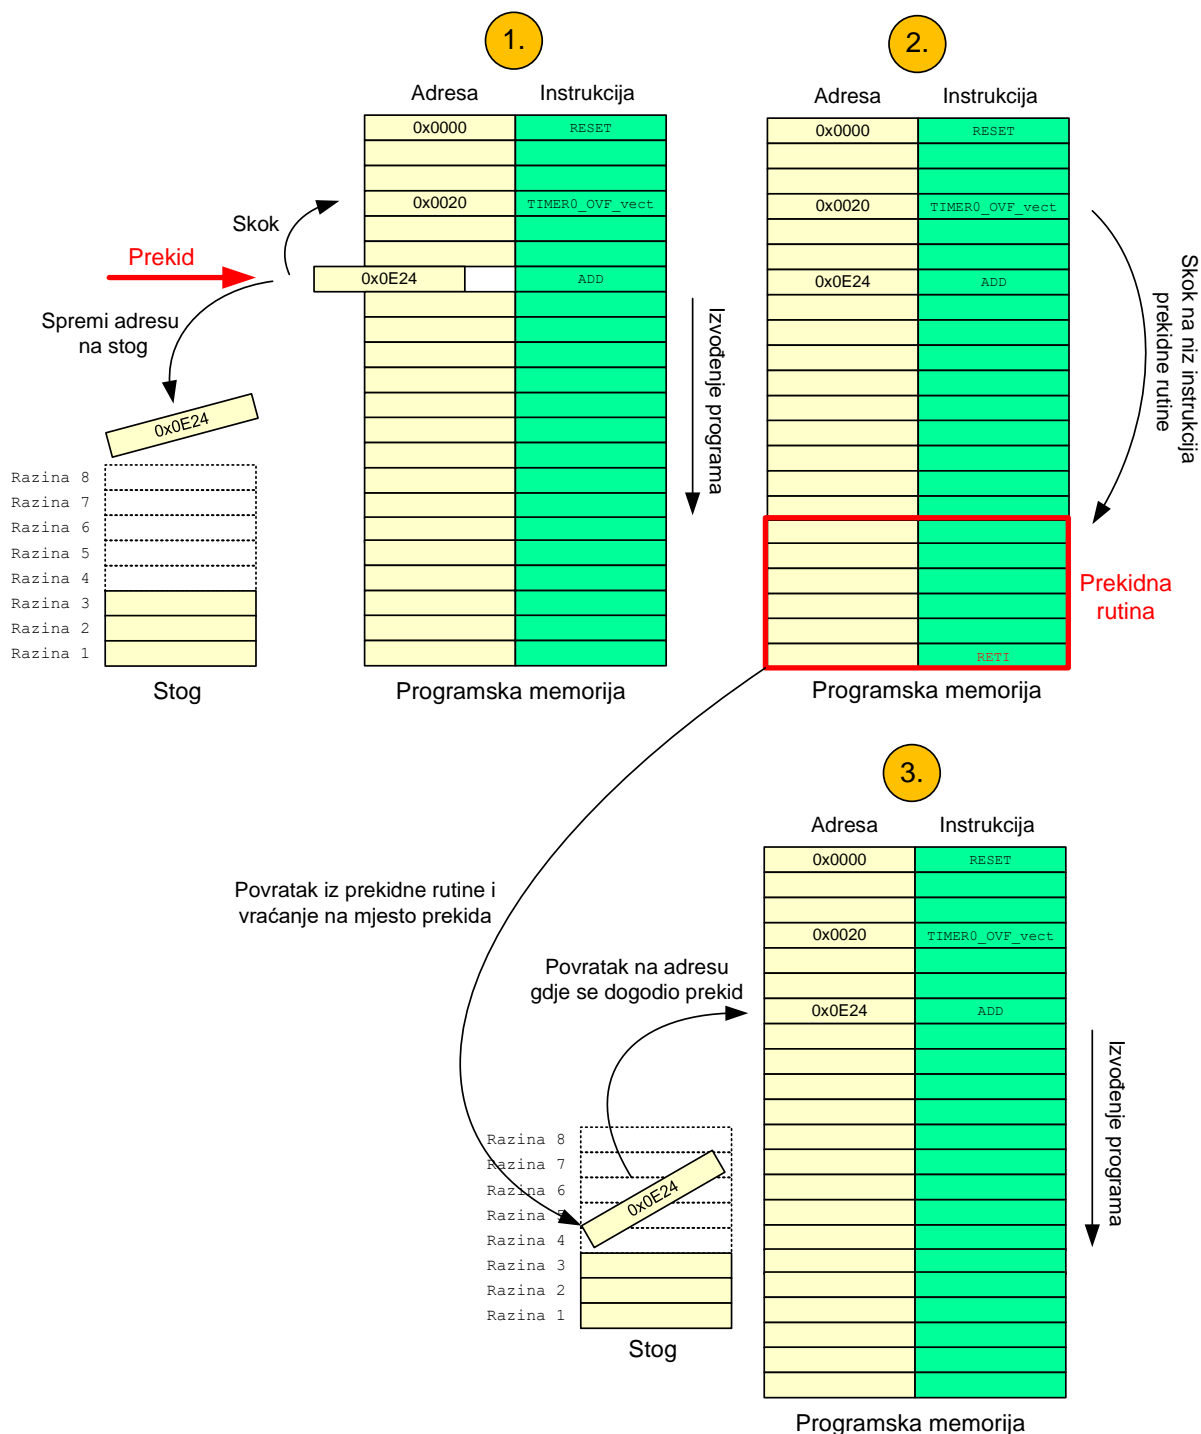 1.
Adresa Instrukcija
0x0000 RESET
0x0020 TIMER0_OVF_vect
Skok
Prekid
0x0E24 ADD
Spremi adresu
na stog
0x0E24
Izvođenje programa
Razina 8
Razina 7
Razina 6
Razina 5
Razina 4
Razina 3
Razina 2
Razina 1
Stog
Programska memorija
2.
Adresa Instrukcija
0x0000 RESET
0x0020 TIMER0_OVF_vect
0x0E24 ADD
Skok na niz instrukcija
prekidne rutine
Prekidna
rutina
RETI
Programska memorija
3.
Adresa Instrukcija
0x0000 RESET
0x0020 TIMER0_OVF_vect
0x0E24 ADD
Povratak iz prekidne rutine i
vraćanje na mjesto prekida
Povratak na adresu
gdje se dogodio prekid
Izvođenje programa
Razina 8
Razina 7
Razina 6
0x0E24
Razina 5
Razina 4
Razina 3
Razina 2
Razina 1
Stog
Programska memorija